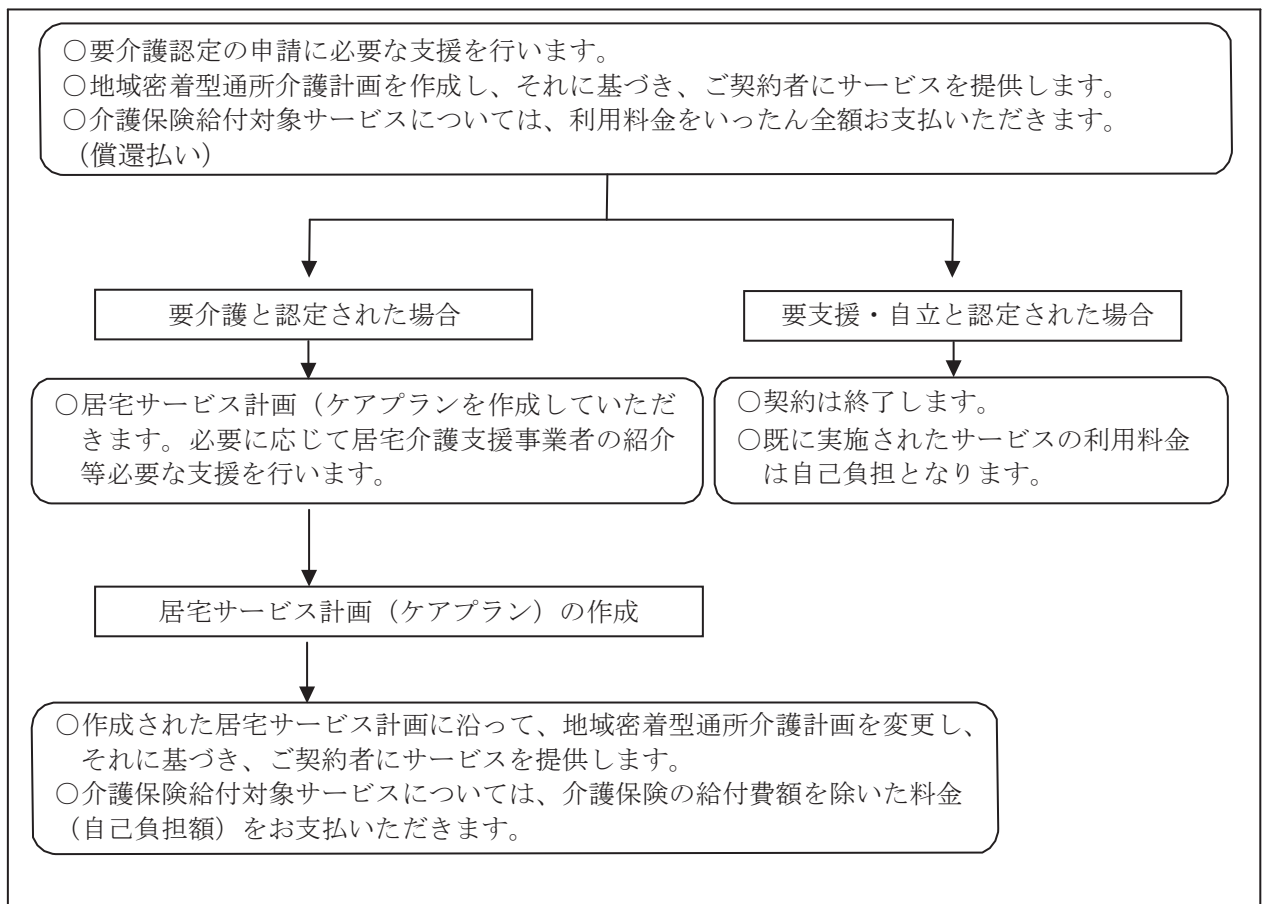 ○要介護認定の申請に必要な支援を行います。
○地域密着型通所介護計画を作成し、それに基づき、ご契約者にサービスを提供します。
○介護保険給付対象サービスについては、利用料金をいったん全額お支払いただきます。
（償還払い）
要介護と認定された場合
要支援・自立と認定された場合
○居宅サービス計画（ケアプランを作成していただ
きます。必要に応じて居宅介護支援事業者の紹介
等必要な支援を行います。
○契約は終了します。
○既に実施されたサービスの利用料金
は自己負担となります。
居宅サービス計画（ケアプラン）の作成
○作成された居宅サービス計画に沿って、地域密着型通所介護計画を変更し、
それに基づき、ご契約者にサービスを提供します。
○介護保険給付対象サービスについては、介護保険の給付費額を除いた料金
（自己負担額）をお支払いただきます。